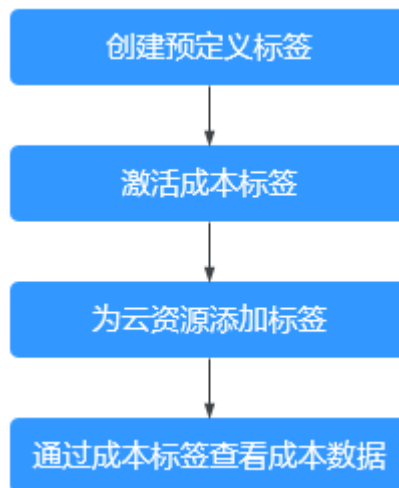 创建预定义标签
激活成本标签
为云资源添加标签
通过成本标签查看成本数据